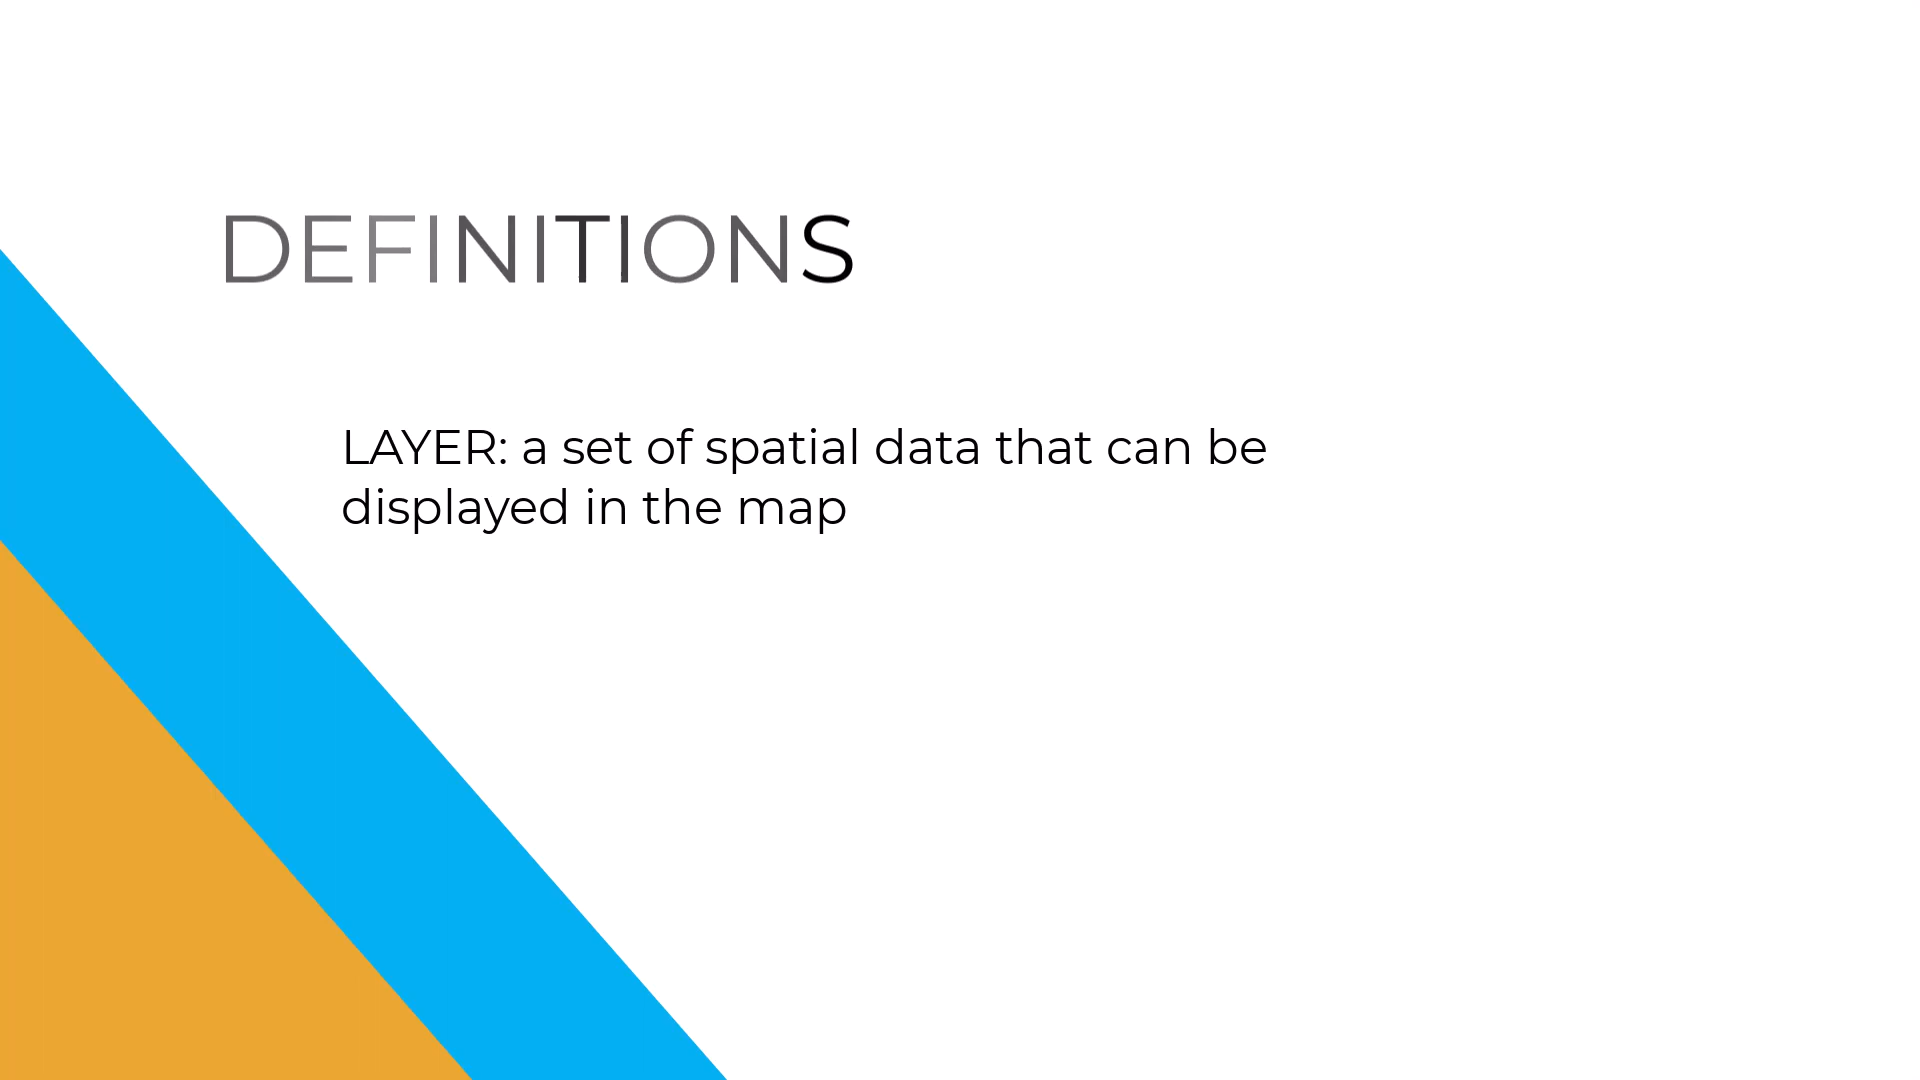 DEFINITIONS
LAYER: a set of spatial data that can be
displayed in the map